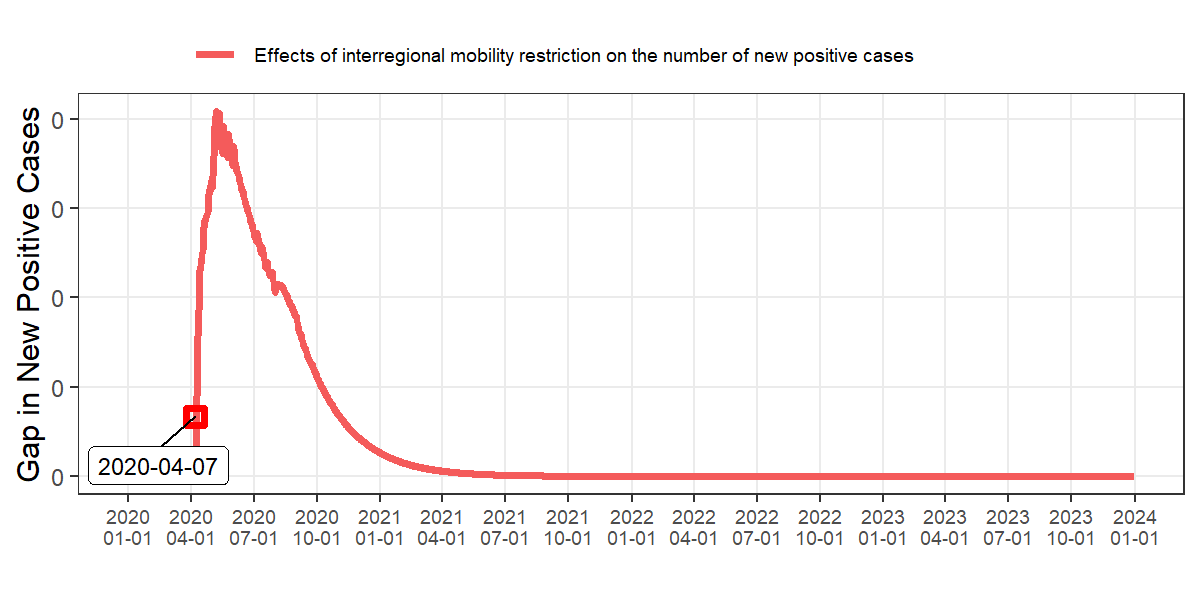 Effects of interregional mobility restriction on the number of new positive cases
Gap in New Positive Cases
0
0
0
0
0
2020-04-07
2020 2020 2020 2020 2021 2021 2021 2021 2022 2022 2022 2022 2023 2023 2023 2023 2024
01-01 04-01 07-01 10-01 01-01 04-01 07-01 10-01 01-01 04-01 07-01 10-01 01-01 04-01 07-01 10-01 01-01